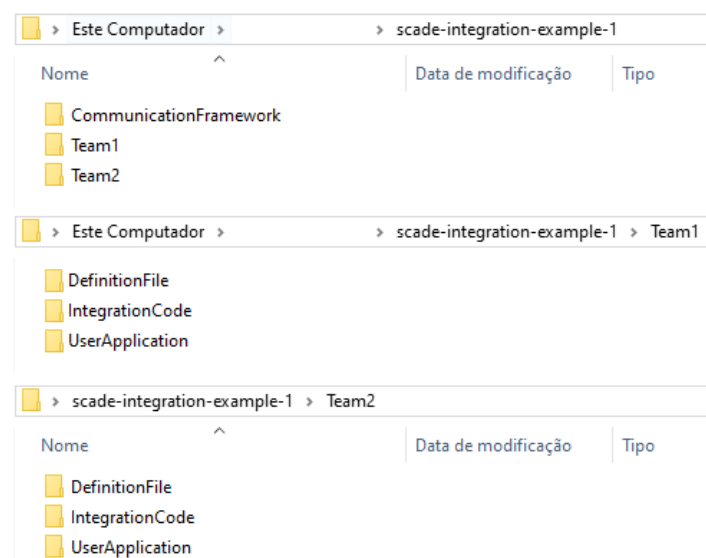 > Este Computador > > scade-integration-example-1
Nome Data de modificação Tipo
CommunicationFramework
Team1
Team2
> Este Computador > > scade-integration-example-1 > Team1
DefinitionFile
IntegrationCode
UserApplication
> scade-integration-example-1 > Team2
Nome Data de modificação Tipo
DefinitionFile
IntegrationCode
UserApplication